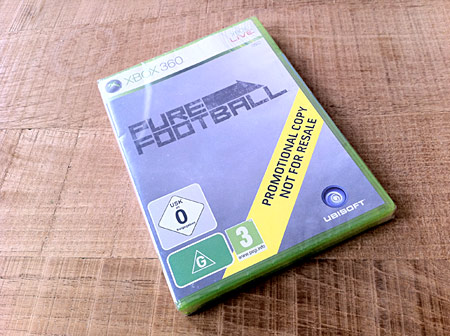 XBOX 360
LIVE
PURE
FOOTBALL
PROMOTIONAL COPY
NOT FOR RESALE
USK
0
G
3
www.pegi.info
UBISOFT